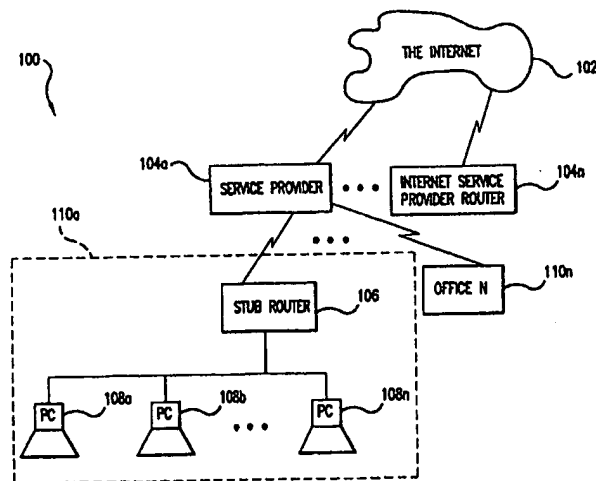 100
THE INTERNET
102
104a
SERVICE PROVIDER
INTERNET SERVICE
PROVIDER ROUTER
104n
110a
STUB ROUTER
106
OFFICE N
110n
PC
108a
PC
108b
PC
108n